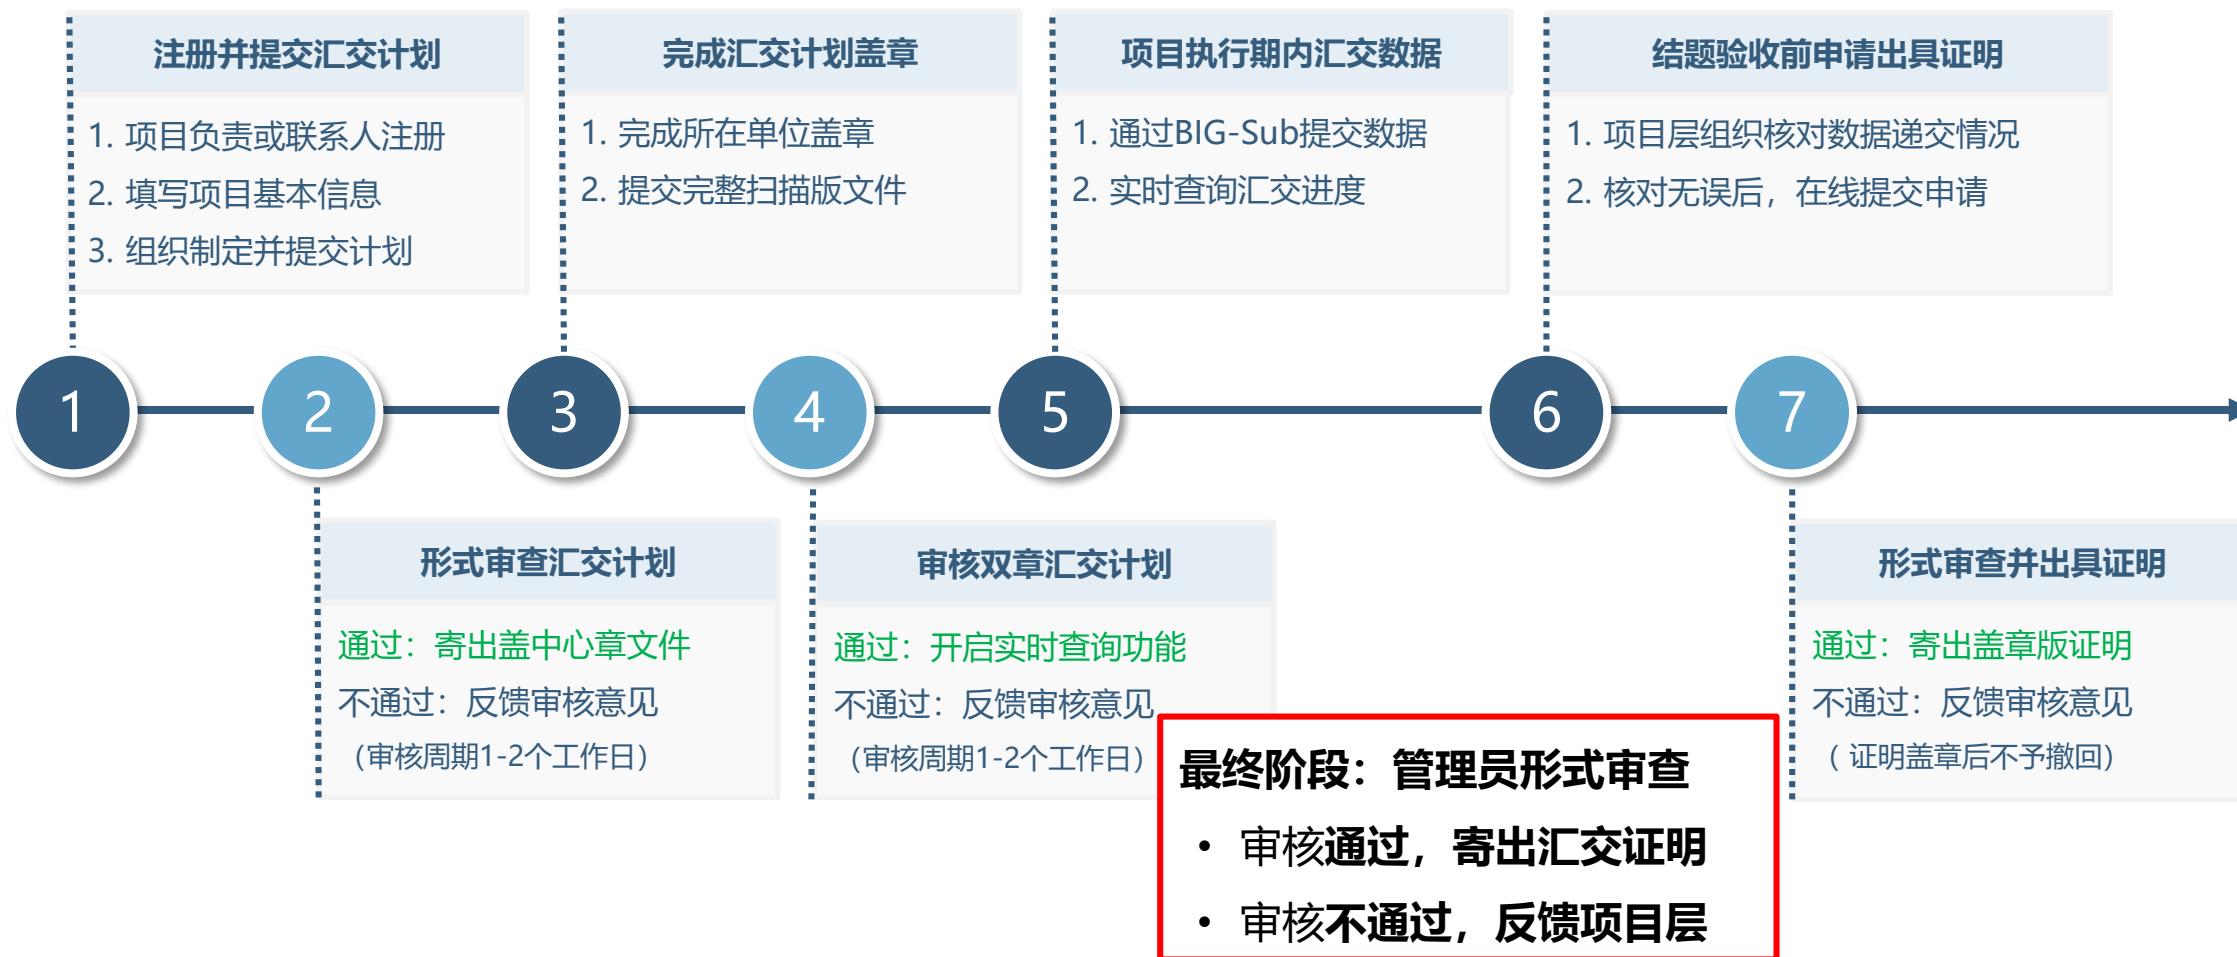 注册并提交汇交计划
1. 项目负责或联系人注册
2. 填写项目基本信息
3. 组织制定并提交计划
完成汇交计划盖章
1. 完成所在单位盖章
2. 提交完整扫描版文件
项目执行期内汇交数据
1. 通过BIG-Sub提交数据
2. 实时查询汇交进度
结题验收前申请出具证明
1. 项目层组织核对数据递交情况
2. 核对无误后，在线提交申请
1
2
3
4
5
6
7
形式审查汇交计划
通过：寄出盖中心章文件
不通过：反馈审核意见
（审核周期1-2个工作日）
审核双章汇交计划
通过：开启实时查询功能
不通过：反馈审核意见
（审核周期1-2个工作日）
最终阶段：管理员形式审查
• 审核通过，寄出汇交证明
• 审核不通过，反馈项目层
形式审查并出具证明
通过：寄出盖章版证明
不通过：反馈审核意见
（ 证明盖章后不予撤回）